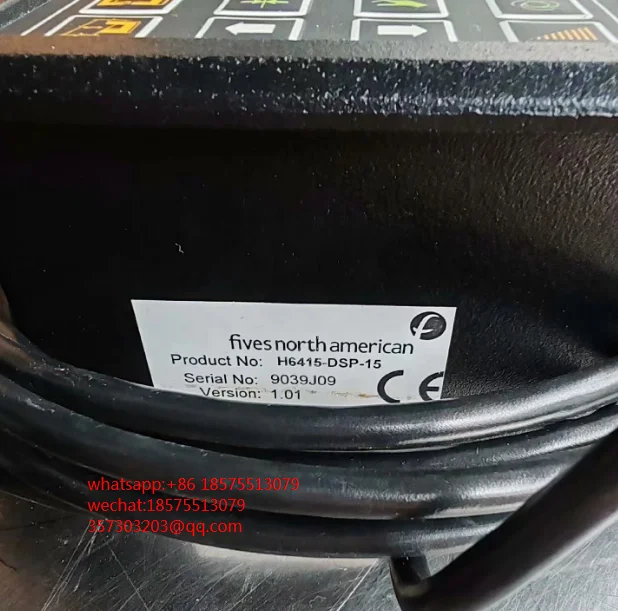 fives north american
Product No: H6415-DSP-15
Serial No: 9039J09
CE
Version: 1.01
whatsapp:+86 18575513079
wechat:18575513079
357303203@qq.com